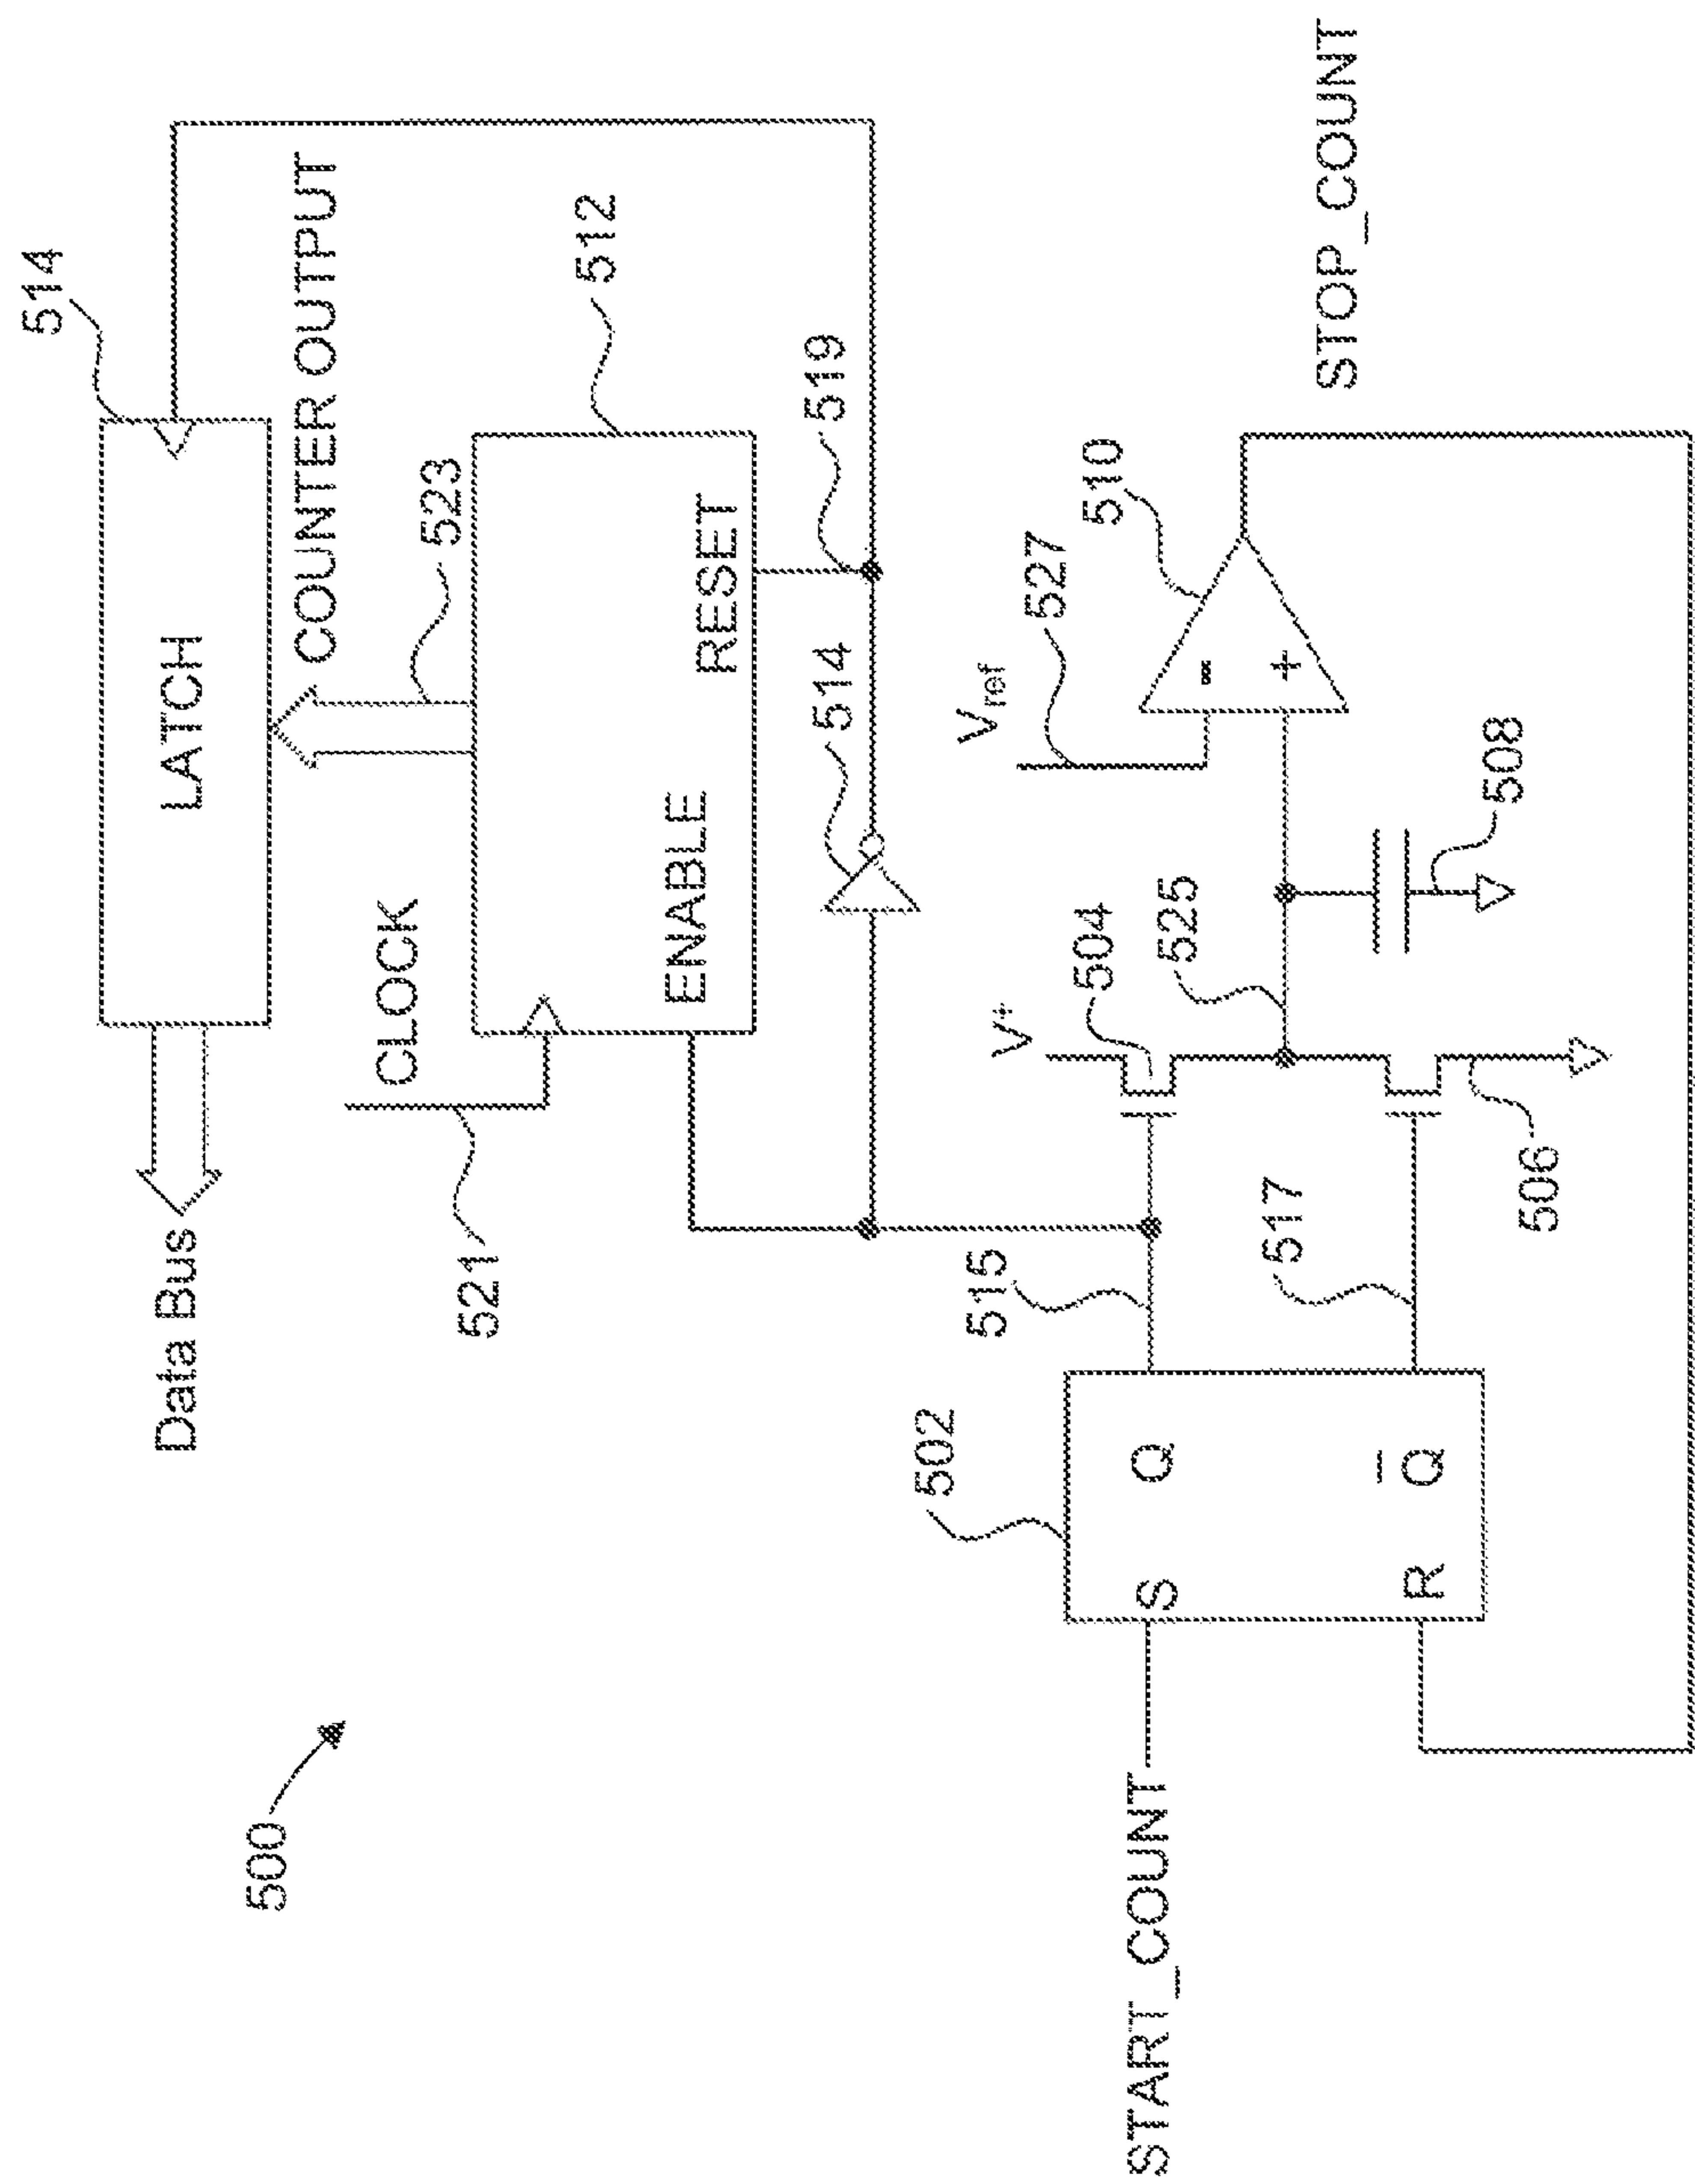 500
START_COUNT
502
S
Q
R
Q̅
515
517
Data Bus
521
CLOCK
LATCH
514
COUNTER OUTPUT
523
512
ENABLE
RESET
519
514
V+
504
506
525
508
Vref
527
510
-
+
STOP_COUNT